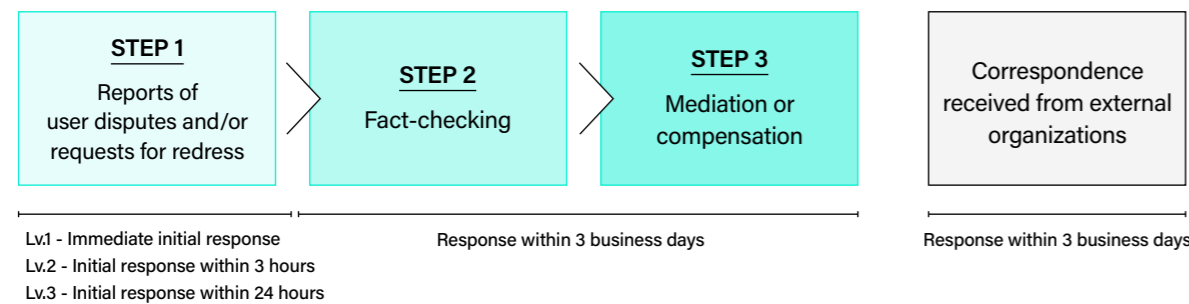 STEP 1
Reports of
user disputes and/or
requests for redress
STEP 2
Fact-checking
STEP 3
Mediation or
compensation
Correspondence
received from external
organizations
Lv.1 - Immediate initial response
Lv.2 - Initial response within 3 hours
Lv.3 - Initial response within 24 hours
Response within 3 business days
Response within 3 business days